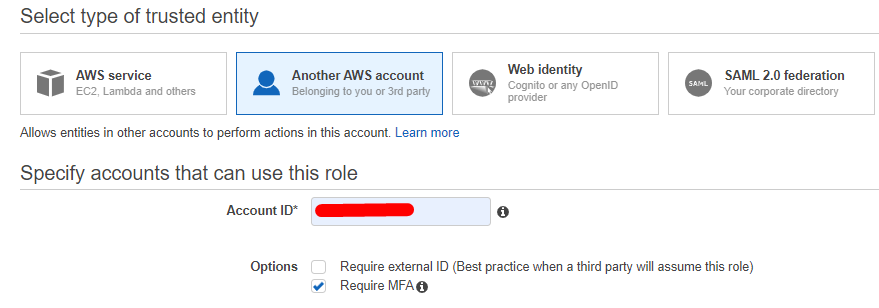 Select type of trusted entity
AWS service
EC2, Lambda and others
Another AWS account
Belonging to you or 3rd party
Web identity
Cognito or any OpenID
provider
SAML
SAML 2.0 federation
Your corporate directory
Allows entities in other accounts to perform actions in this account. Learn more
Specify accounts that can use this role
Account ID*
Options
Require external ID (Best practice when a third party will assume this role)
Require MFA